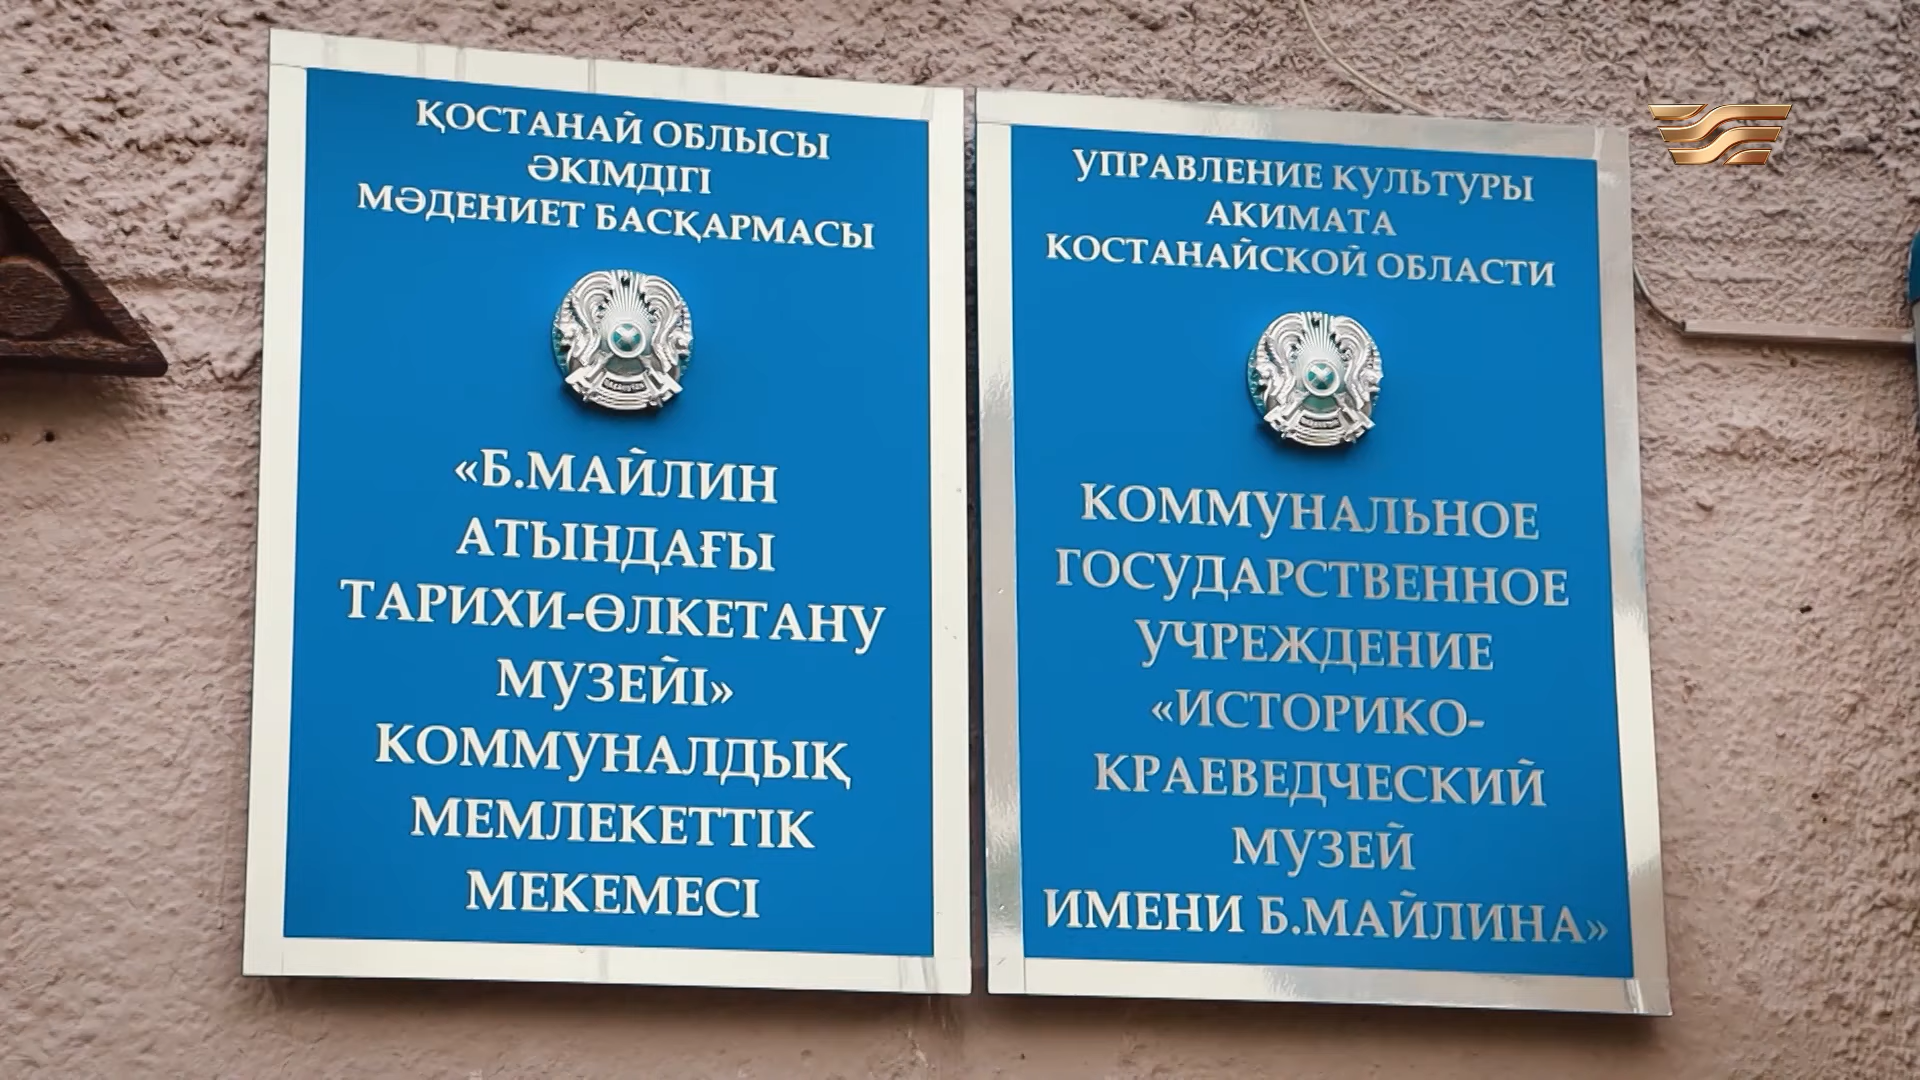 ҚОСТАНАЙ ОБЛЫСЫ
ӘКІМДІГІ
МӘДЕНИЕТ БАСҚАРМАСЫ
«Б.МАЙЛИН
АТЫНДАҒЫ
ТАРИХИ-ӨЛКЕТАНУ
МУЗЕЙІ»
КОММУНАЛДЫҚ
МЕМЛЕКЕТТІК
МЕКЕМЕСІ
УПРАВЛЕНИЕ КУЛЬТУРЫ
АКИМАТА
КОСТАНАЙСКОЙ ОБЛАСТИ
КОММУНАЛЬНОЕ
ГОСУДАРСТВЕННОЕ
УЧРЕЖДЕНИЕ
«ИСТОРИКО-
КРАЕВЕДЧЕСКИЙ
МУЗЕЙ
ИМЕНИ Б.МАЙЛИНА»